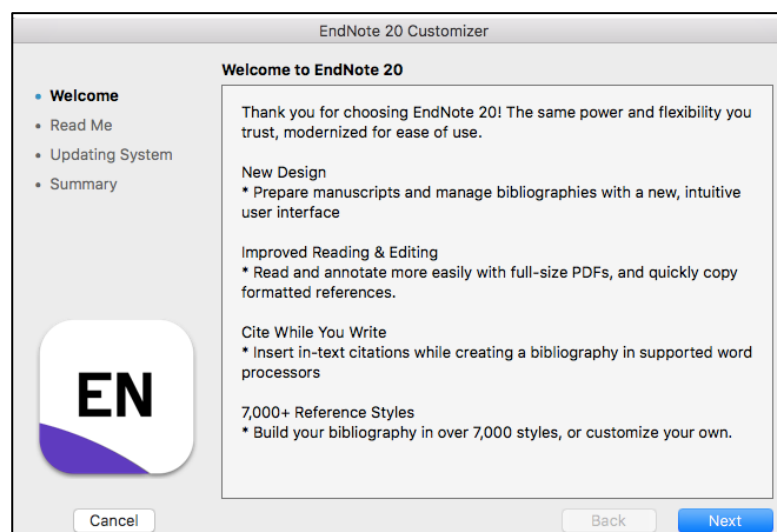 EndNote 20 Customizer
Welcome to EndNote 20
• Welcome
• Read Me
• Updating System
• Summary
Thank you for choosing EndNote 20! The same power and flexibility you
trust, modernized for ease of use.
New Design
* Prepare manuscripts and manage bibliographies with a new, intuitive
user interface
Improved Reading & Editing
* Read and annotate more easily with full-size PDFs, and quickly copy
formatted references.
Cite While You Write
* Insert in-text citations while creating a bibliography in supported word
processors
7,000+ Reference Styles
* Build your bibliography in over 7,000 styles, or customize your own.
EN
Cancel
Back
Next